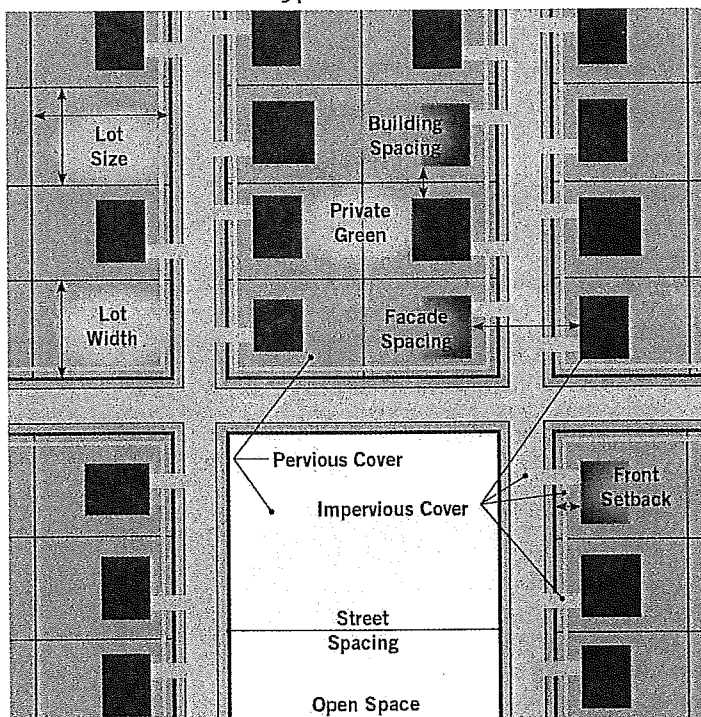 Lot
Size
Building
Spacing
Private
Green
Lot
Width
Facade
Spacing
Pervious Cover
Impervious Cover
Front
Setback
Street
Spacing
Open Space